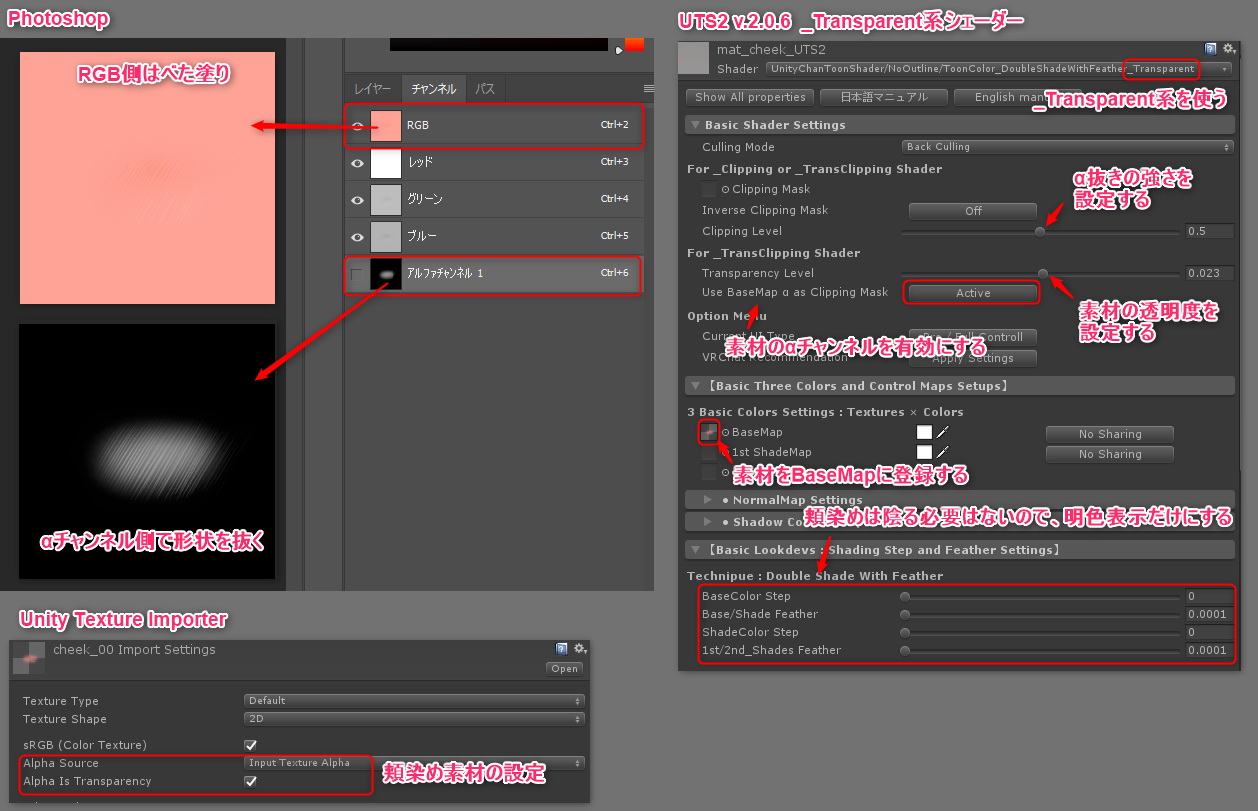 Photoshop
RGB側はべた塗り
レイヤー チャンネル パス
RGB Ctrl+2
レッド Ctrl+3
グリーン Ctrl+4
ブルー Ctrl+5
アルファチャンネル 1 Ctrl+6
αチャンネル側で形状を抜く
Unity Texture Importer
cheek_00 Import Settings
Open
Texture Type Default
Texture Shape 2D
sRGB (Color Texture)
Alpha Source Input Texture Alpha
Alpha Is Transparency
頬染め素材の設定
UTS2 v.2.0.6 _Transparent系シェーダー
mat_cheek_UTS2
Shader UnityChanToonShader/NoOutline/ToonColor_DoubleShadeWithFeather_Transparent
_Transparent系を使う
Show All properties 日本語マニュアル English man
Basic Shader Settings
Culling Mode Back Culling
For _Clipping or _TransClipping Shader
Clipping Mask
α抜きの強さを
設定する
Inverse Clipping Mask Off
Clipping Level 0.5
For _TransClipping Shader
Transparency Level 0.023
Use BaseMap α as Clipping Mask Active
素材の透明度を
設定する
Option Menu
Current UI Type Pro / Full Controll
素材のαチャンネルを有効にする
VRChat Recommendation Apply Settings
【Basic Three Colors and Control Maps Setups】
3 Basic Colors Settings : Textures × Colors
BaseMap No Sharing
1st ShadeMap No Sharing
素材をBaseMapに登録する
● NormalMap Settings
頬染めは陰る必要はないので、明色表示だけにする
● Shadow Co
【Basic Lookdevs : Shading Step and Feather Settings】
Technipue : Double Shade With Feather
BaseColor Step 0
Base/Shade Feather 0.0001
ShadeColor Step 0
1st/2nd_Shades Feather 0.0001